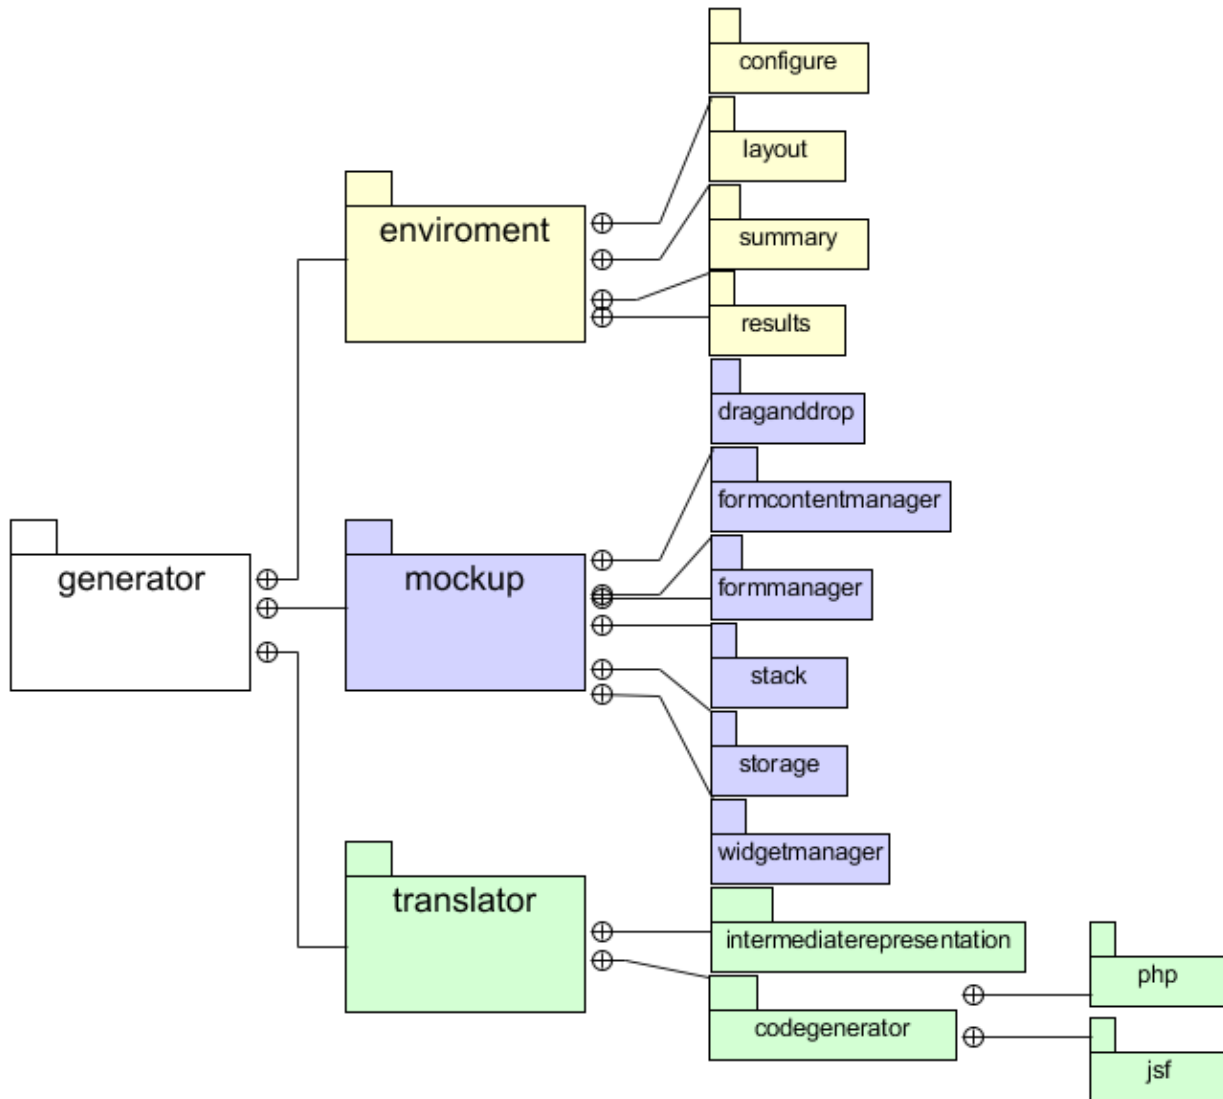 configure
layout
enviroment
summary
results
draganddrop
formcontentmanager
generator
mockup
formmanager
stack
storage
widgetmanager
translator
intermediaterepresentation
php
codegenerator
jsf